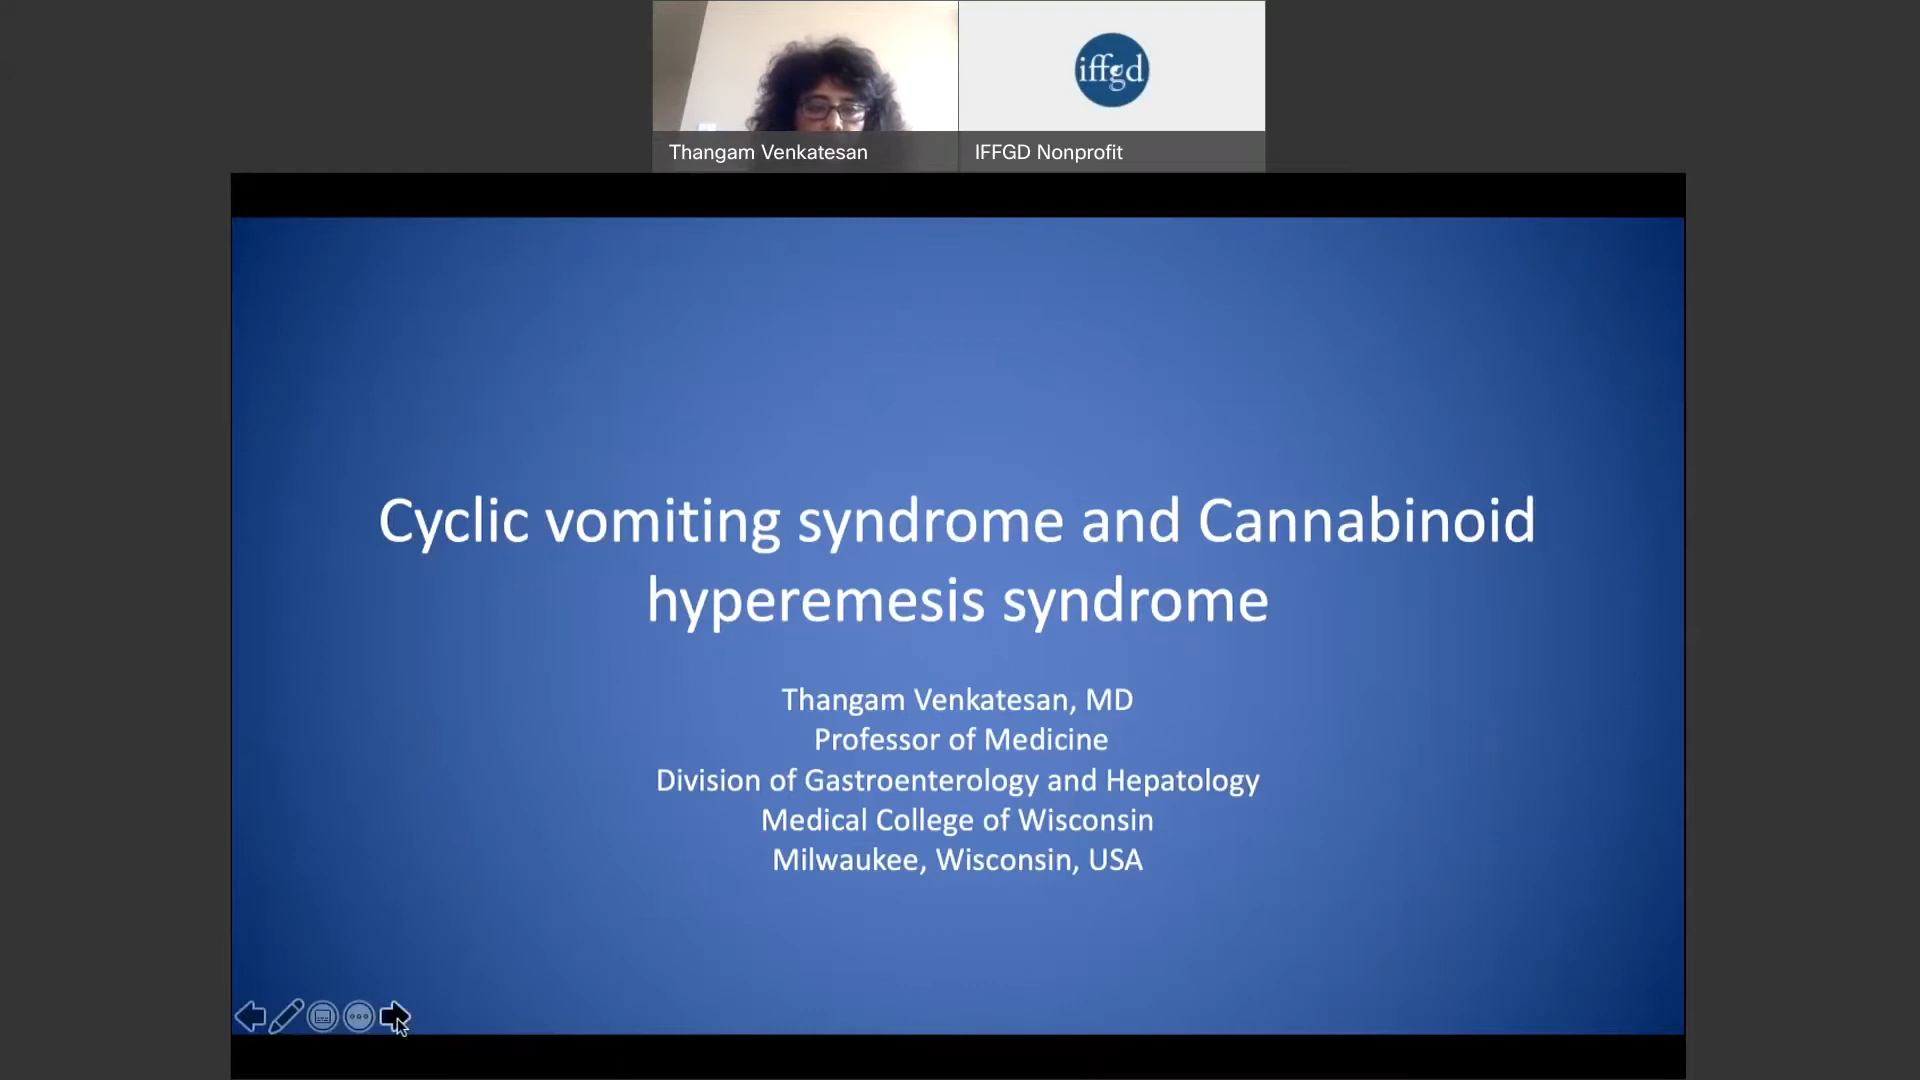 iffgd
Thangam Venkatesan
IFFGD Nonprofit
Cyclic vomiting syndrome and Cannabinoid
hyperemesis syndrome
Thangam Venkatesan, MD
Professor of Medicine
Division of Gastroenterology and Hepatology
Medical College of Wisconsin
Milwaukee, Wisconsin, USA